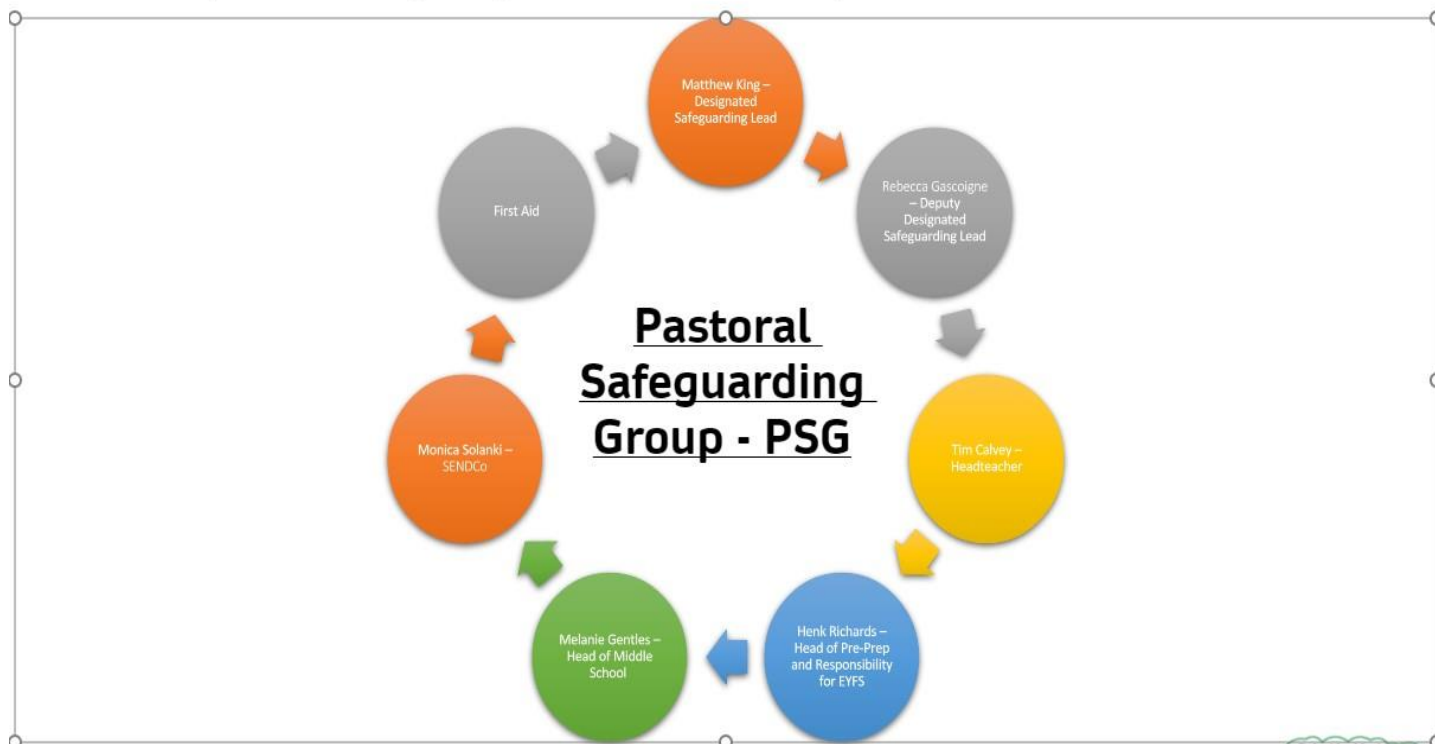 Matthew King –
Designated
Safeguarding Lead
Rebecca Gascoigne
– Deputy
Designated
Safeguarding Lead
Tim Calvey –
Headteacher
Henk Richards –
Head of Pre-Prep
and Responsibility
for EYFS
Melanie Gentles –
Head of Middle
School
Monica Solanki –
SENDCo
First Aid
Pastoral
Safeguarding
Group - PSG